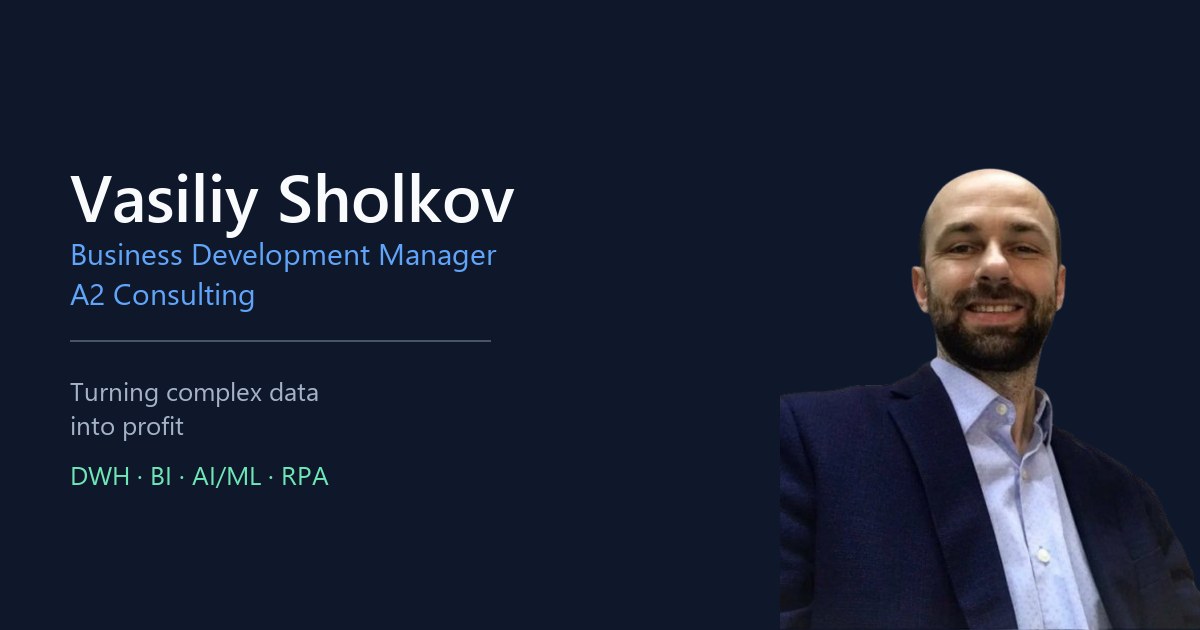 Vasiliy Sholkov
Business Development Manager
A2 Consulting
Turning complex data
into profit
DWH · BI · AI/ML · RPA